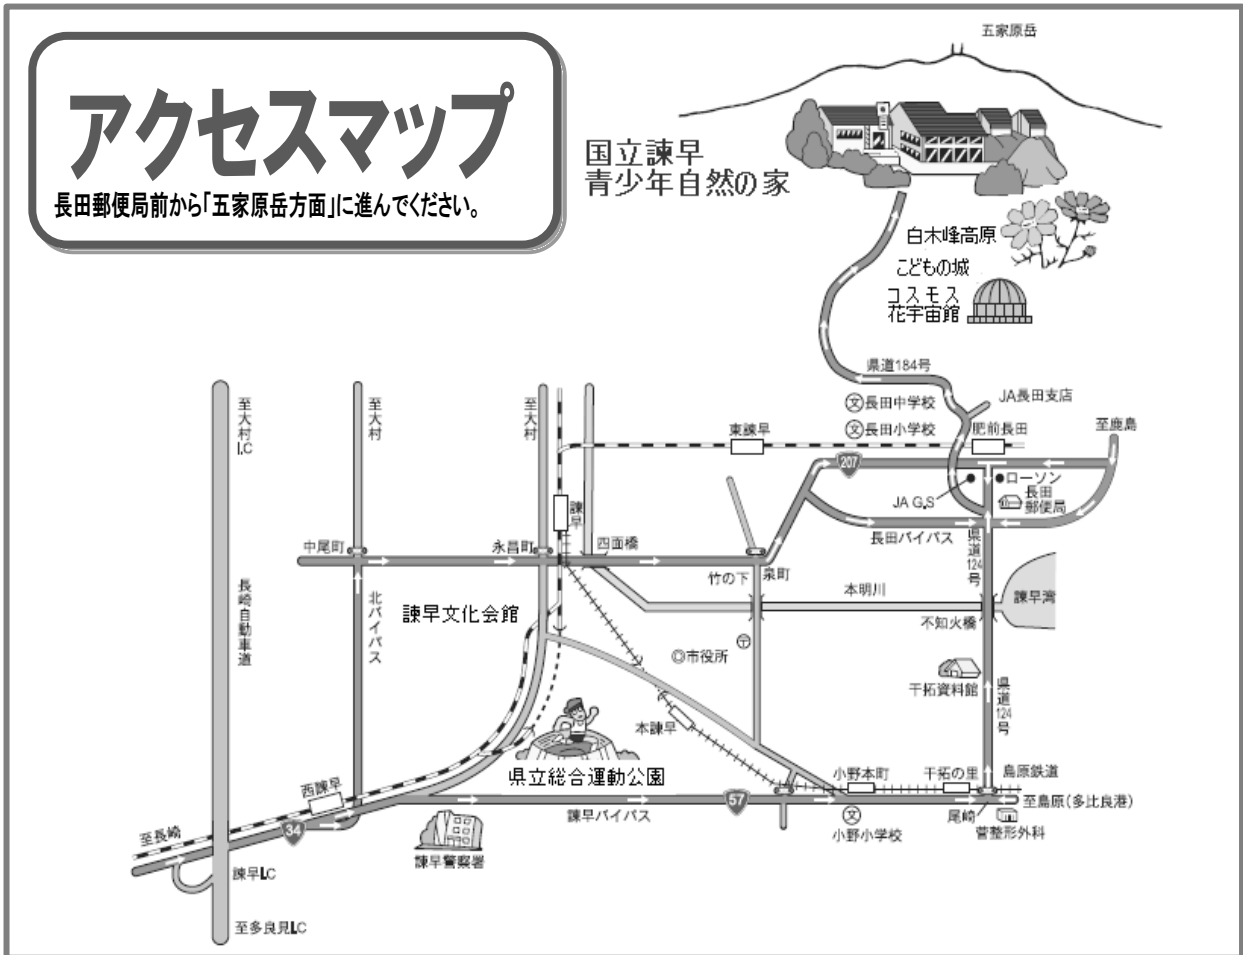 アクセスマップ
長田郵便局前から「五家原岳方面」に進んでください。
五家原岳
国立諫早
青少年自然の家
白木峰高原
こどもの城
コスモス
花宇宙館
県道184号
JA長田支店
文長田中学校
文長田小学校
肥前長田
至鹿島
東諫早
207
ローソン
JA G.S
長田
郵便局
長田バイパス
県道124号
至大村I.C
至大村
至大村
諫早
中尾町
永昌町
四面橋
竹の下
泉町
本明川
諫早湾
不知火橋
長崎自動車道
北バイパス
諫早文化会館
〒
◎市役所
干拓資料館
県道124号
本諫早
県立総合運動公園
小野本町
干拓の里
島原鉄道
西諫早
57
至島原(多比良港)
諫早バイパス
尾崎
文
小野小学校
菅整形外科
至長崎
34
諫早警察署
諫早I.C
至多良見I.C